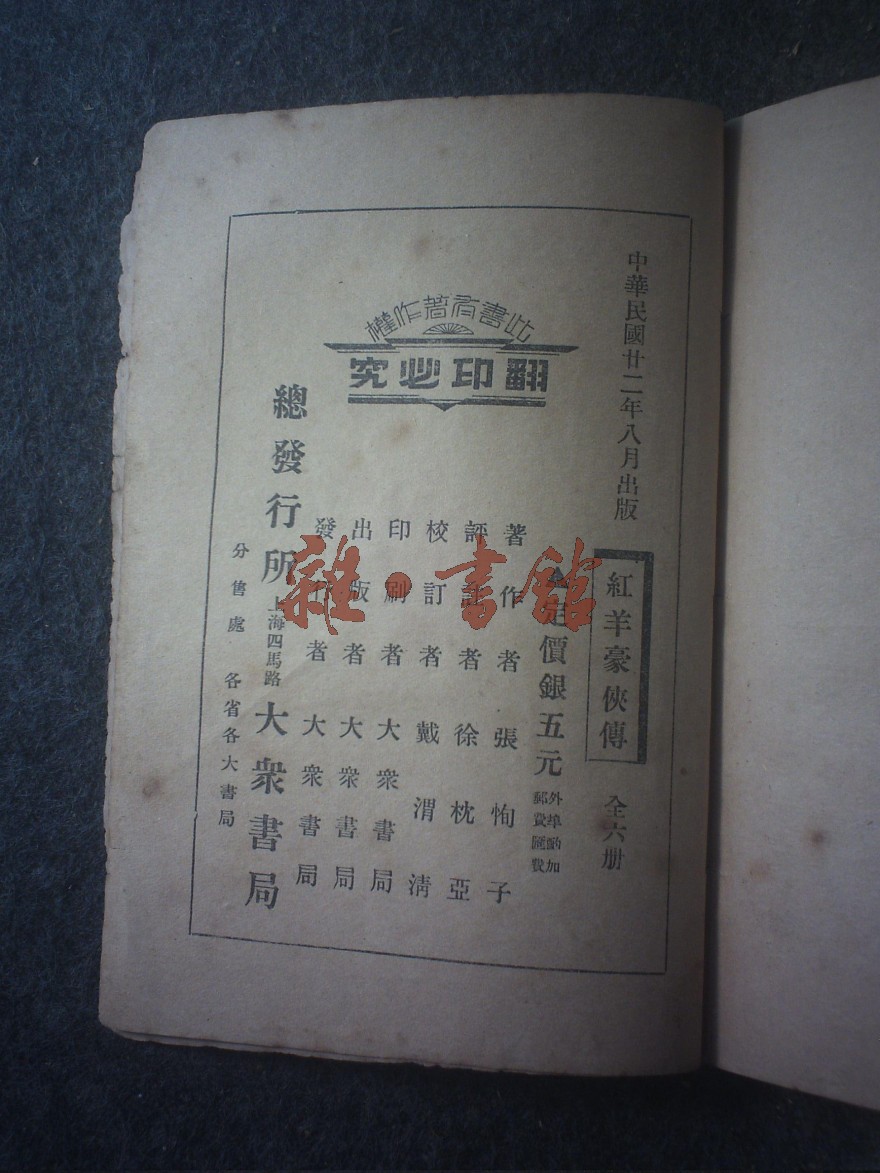 中華民國廿二年八月出版
紅羊豪俠傳
全六册
定價銀五元
外埠酌加
郵費匯費
著作者張恂子
評註者徐枕亞
校訂者戴渭清
印刷者大衆書局
出版者大衆書局
發行者大衆書局
此書有著作權
翻印必究
總發行所
上海四馬路
大衆書局
分售處
各省各大書局
雜·書館